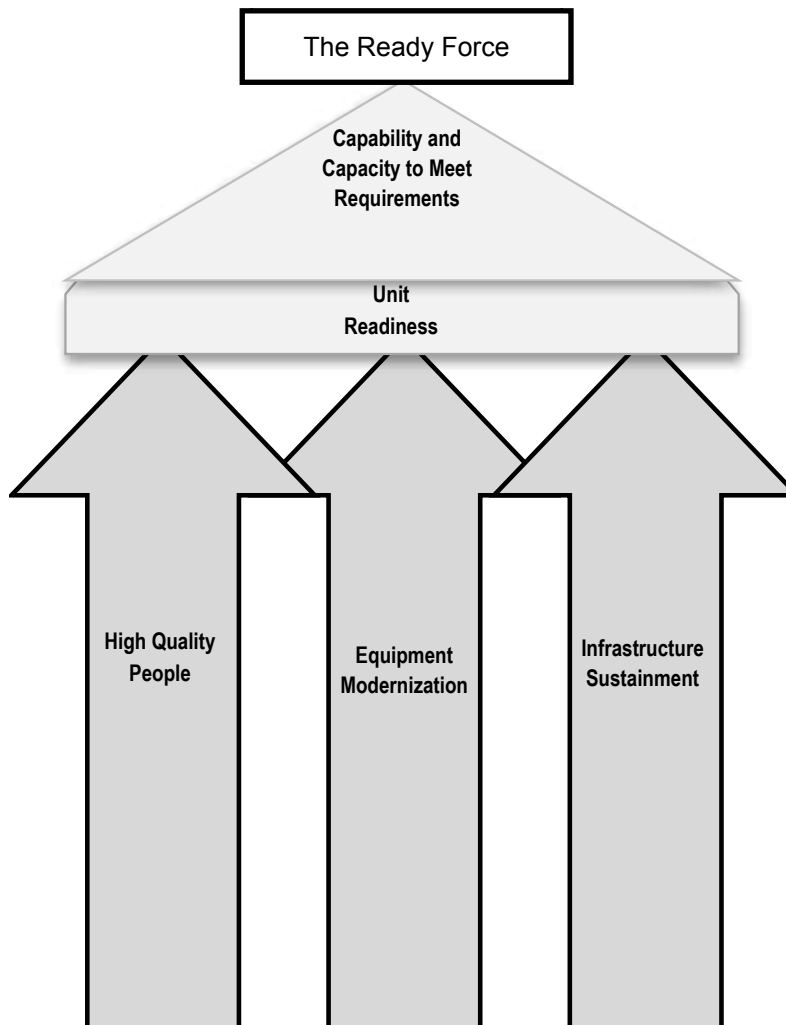 The Ready Force
Capability and
Capacity to Meet
Requirements
Unit
Readiness
High Quality
People
Equipment
Modernization
Infrastructure
Sustainment